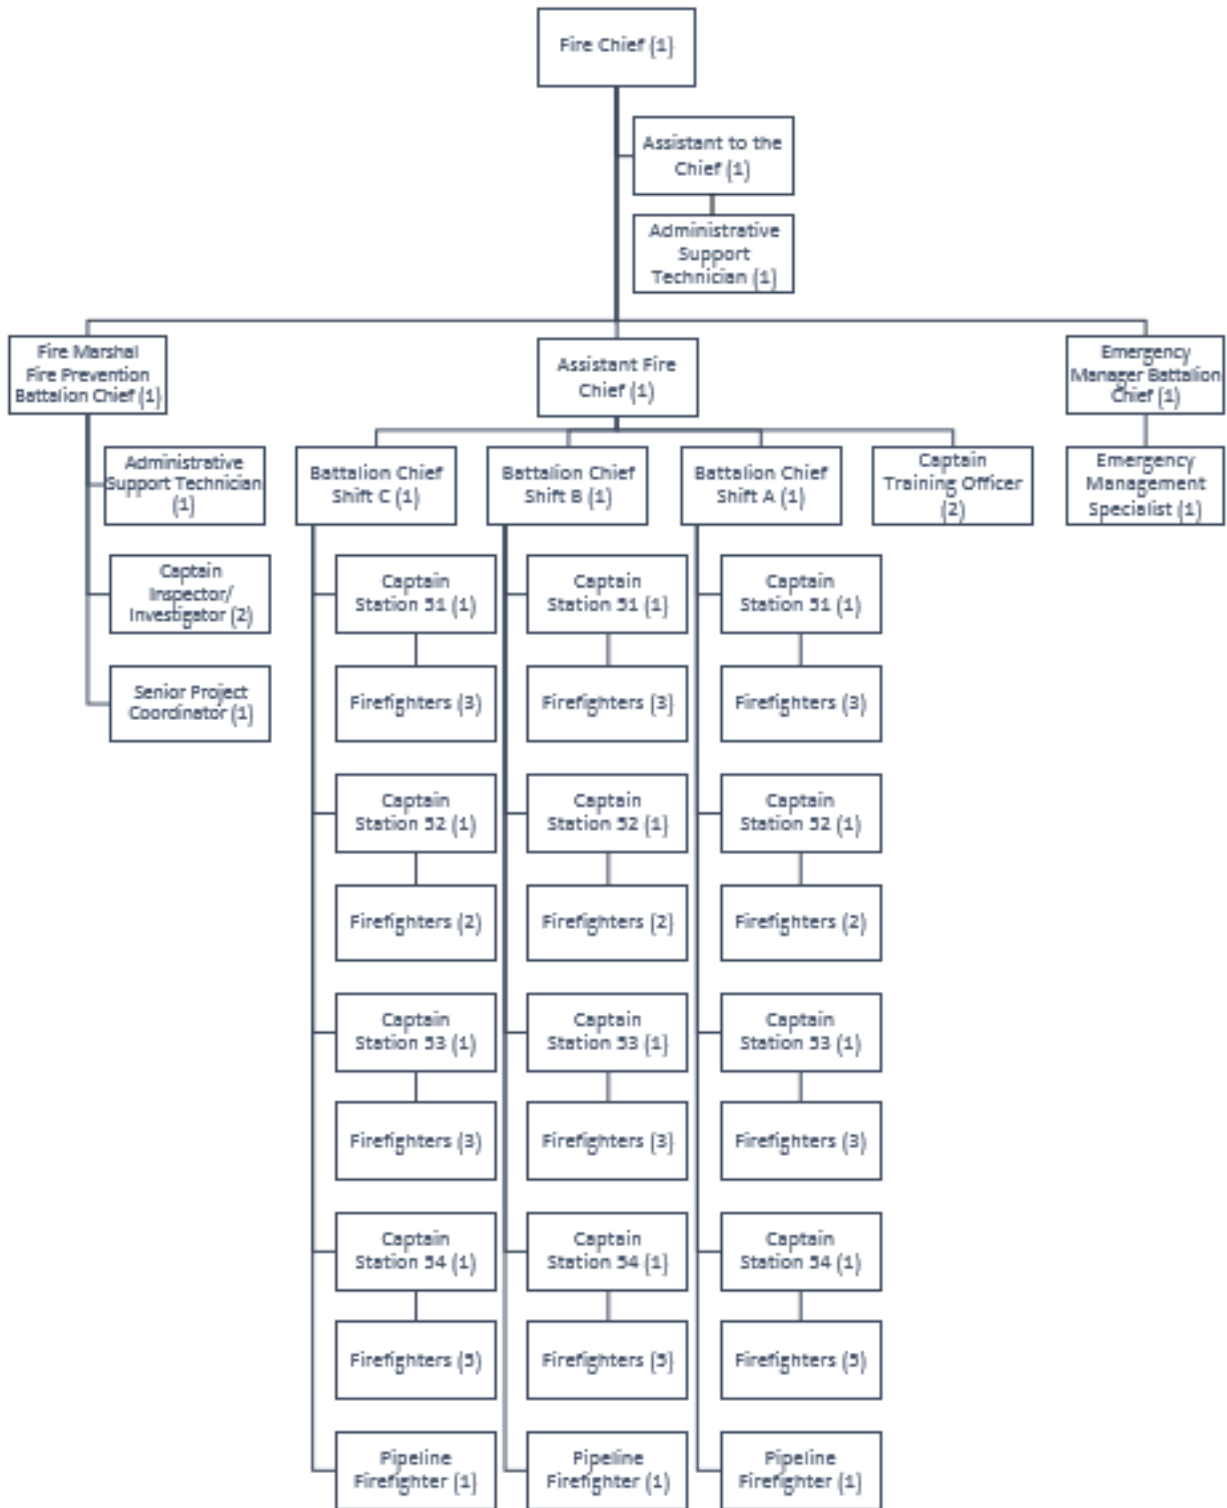 Fire Chief (1)
Assistant to the
Chief (1)
Administrative
Support
Technician (1)
Fire Marshal
Fire Prevention
Battalion Chief (1)
Administrative
Support Technician
(1)
Captain
Inspector/
Investigator (2)
Senior Project
Coordinator (1)
Assistant Fire
Chief (1)
Battalion Chief
Shift C (1)
Captain
Station 51 (1)
Firefighters (3)
Captain
Station 52 (1)
Firefighters (2)
Captain
Station 53 (1)
Firefighters (3)
Captain
Station 54 (1)
Firefighters (5)
Pipeline
Firefighter (1)
Battalion Chief
Shift B (1)
Captain
Station 51 (1)
Firefighters (3)
Captain
Station 52 (1)
Firefighters (2)
Captain
Station 53 (1)
Firefighters (3)
Captain
Station 54 (1)
Firefighters (5)
Pipeline
Firefighter (1)
Battalion Chief
Shift A (1)
Captain
Station 51 (1)
Firefighters (3)
Captain
Station 52 (1)
Firefighters (2)
Captain
Station 53 (1)
Firefighters (3)
Captain
Station 54 (1)
Firefighters (5)
Pipeline
Firefighter (1)
Captain
Training Officer
(2)
Emergency
Manager Battalion
Chief (1)
Emergency
Management
Specialist (1)